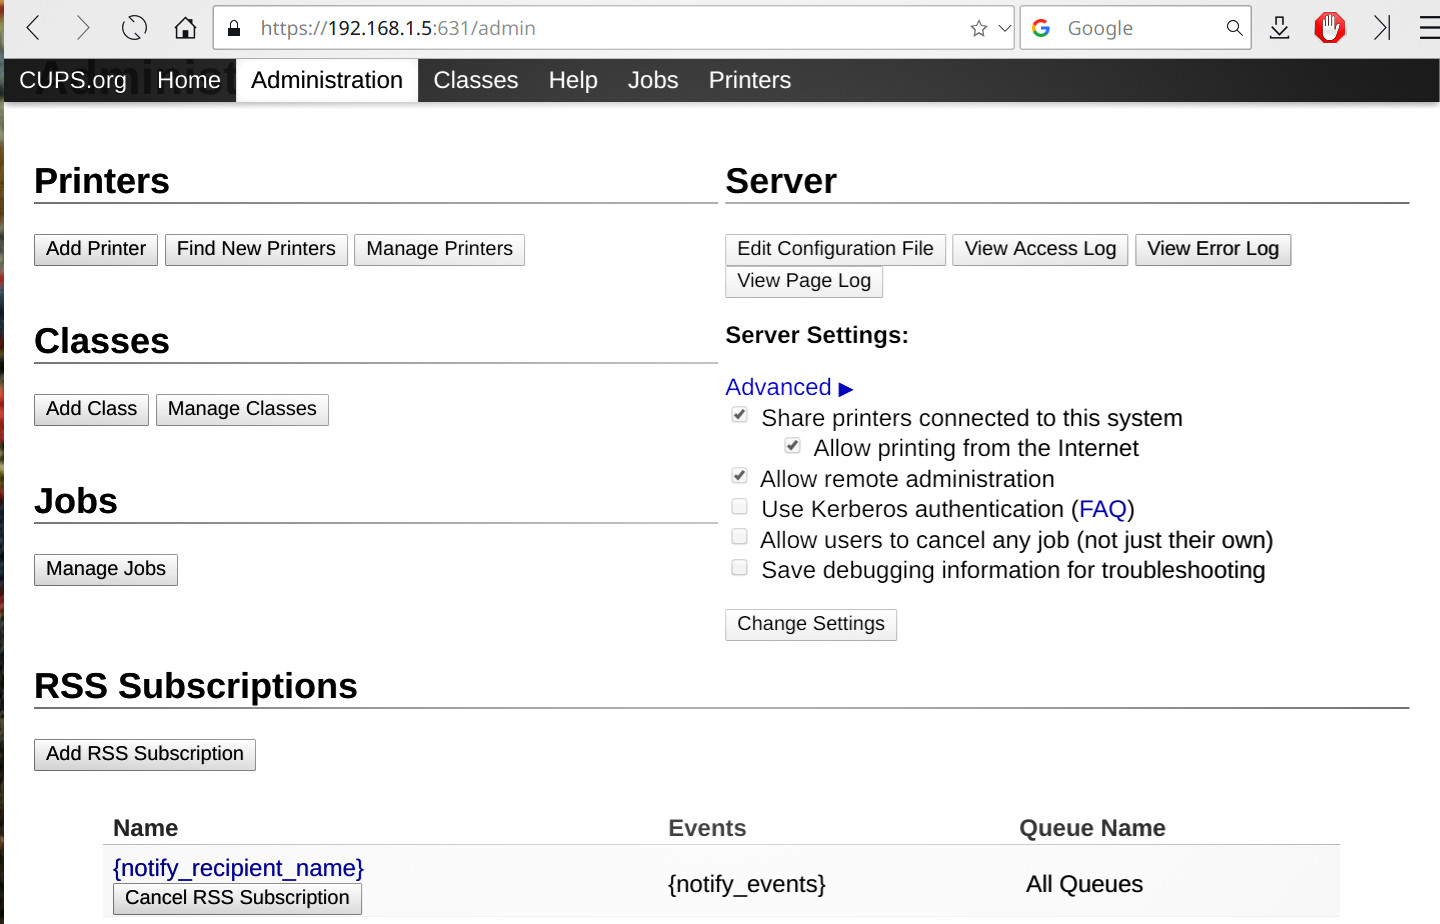 https://192.168.1.5:631/admin
Google
CUPS.org Home Administration Classes Help Jobs Printers
Printers
Add Printer Find New Printers Manage Printers
Classes
Add Class Manage Classes
Jobs
Manage Jobs
Server
Edit Configuration File View Access Log View Error Log
View Page Log
Server Settings:
Advanced ▶
Share printers connected to this system
Allow printing from the Internet
Allow remote administration
Use Kerberos authentication (FAQ)
Allow users to cancel any job (not just their own)
Save debugging information for troubleshooting
Change Settings
RSS Subscriptions
Add RSS Subscription
Name Events Queue Name
{notify_recipient_name}
Cancel RSS Subscription
{notify_events} All Queues